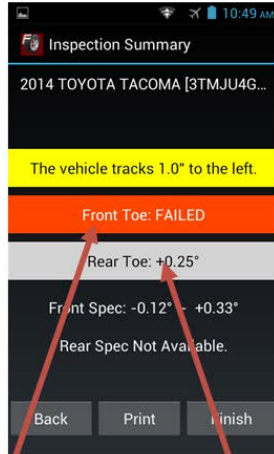 10:49 AM
Inspection Summary
2014 TOYOTA TACOMA [3TMJU4G...
The vehicle tracks 1.0" to the left.
Front Toe: FAILED
Rear Toe: +0.25°
Front Spec: -0.12° - +0.33°
Rear Spec Not Available.
Back Print Finish